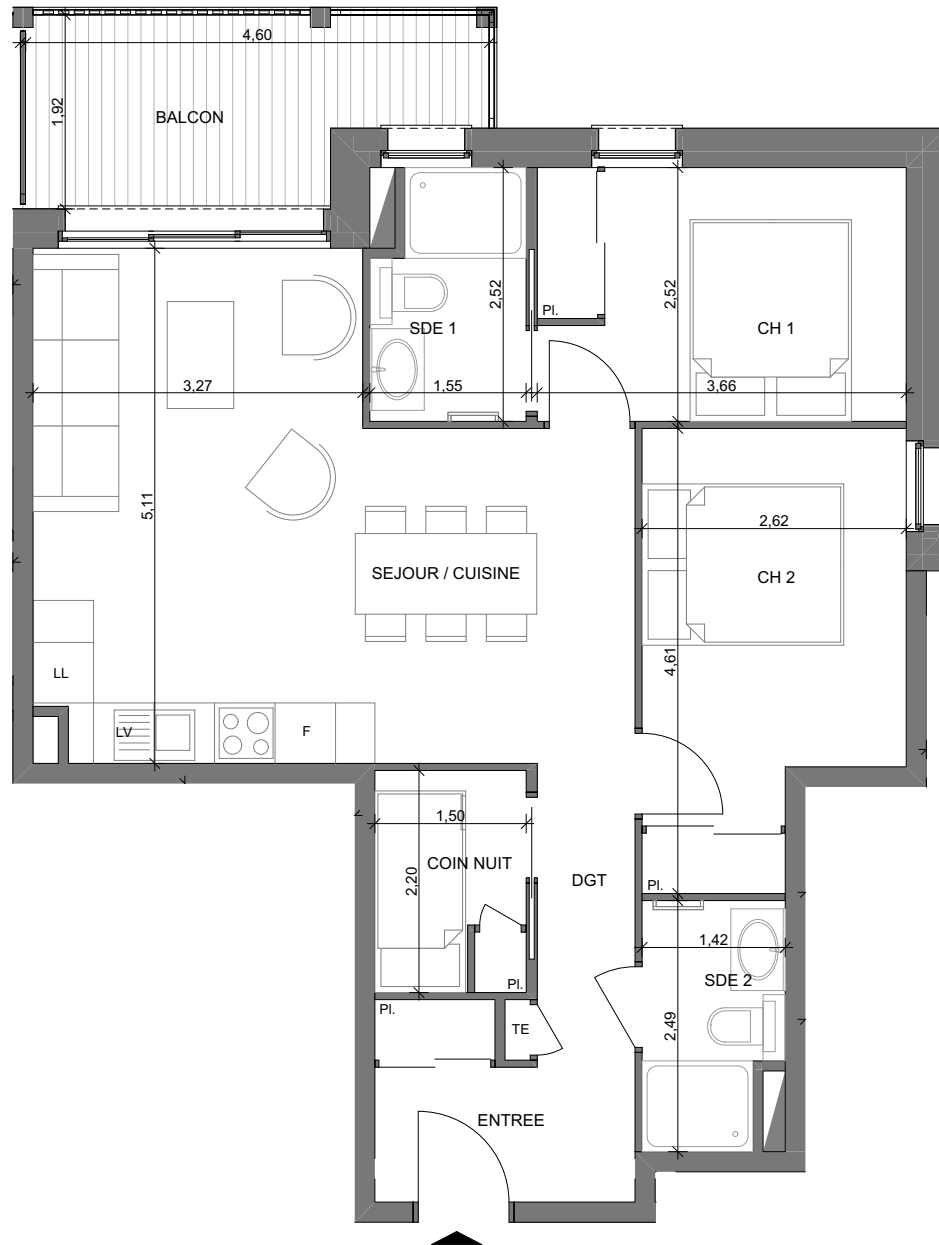 4,60
1,92
BALCON
2,52
2,52
Pl.
SDE 1
CH 1
3,27
1,55
3,66
5,11
2,62
SEJOUR / CUISINE
CH 2
4,61
LL
LV
F
1,50
COIN NUIT
2,20
DGT
Pl.
1,42
SDE 2
Pl.
Pl.
TE
2,49
ENTREE